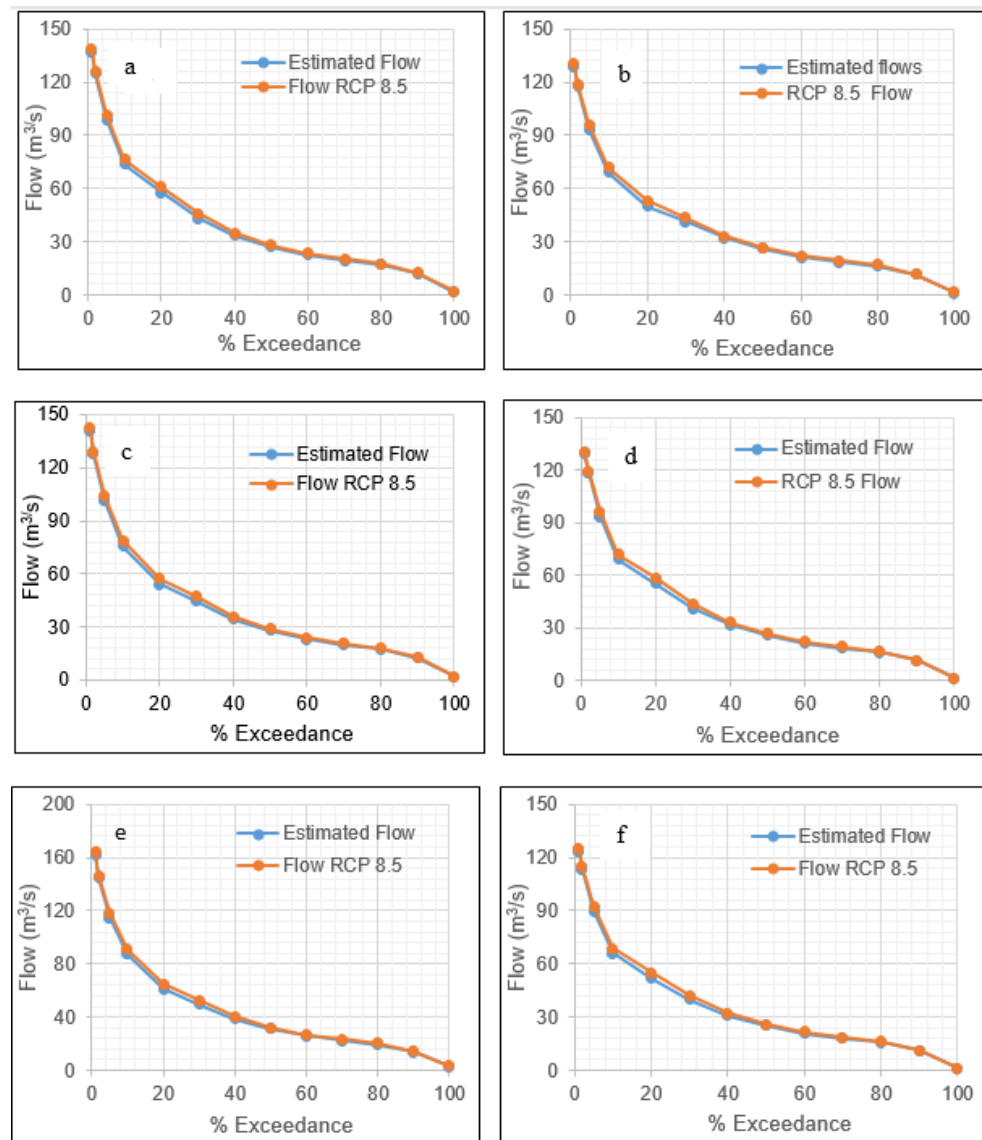 a
Estimated Flow
Flow RCP 8.5
Flow (m³/s)
150
120
90
60
30
0
0 20 40 60 80 100
% Exceedance
b
Estimated flows
RCP 8.5 Flow
Flow (m³/s)
150
120
90
60
30
0
0 20 40 60 80 100
% Exceedance
c
Estimated Flow
Flow RCP 8.5
Flow (m³/s)
150
120
90
60
30
0
0 20 40 60 80 100
% Exceedance
d
Estimated Flow
RCP 8.5 Flow
Flow (m³/s)
150
120
90
60
30
0
0 20 40 60 80 100
% Exceedance
e
Estimated Flow
Flow RCP 8.5
Flow (m³/s)
200
160
120
80
40
0
0 20 40 60 80 100
% Exceedance
f
Estimated Flow
Flow RCP 8.5
Flow (m³/s)
150
120
90
60
30
0
0 20 40 60 80 100
% Exceedance